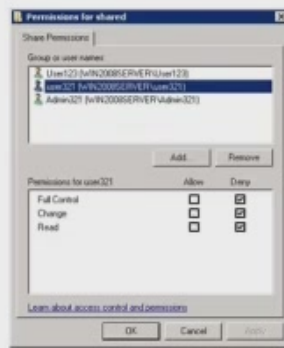 Permissions for shared
Share Permissions
Group or user names:
User123 (WIN2008SERVER\User123)
user321 (WIN2008SERVER\user321)
Admin321 (WIN2008SERVER\Admin321)
Add... Remove
Permissions for user321 Allow Deny
Full Control
Change
Read
Learn about access control and permissions
OK Cancel Apply